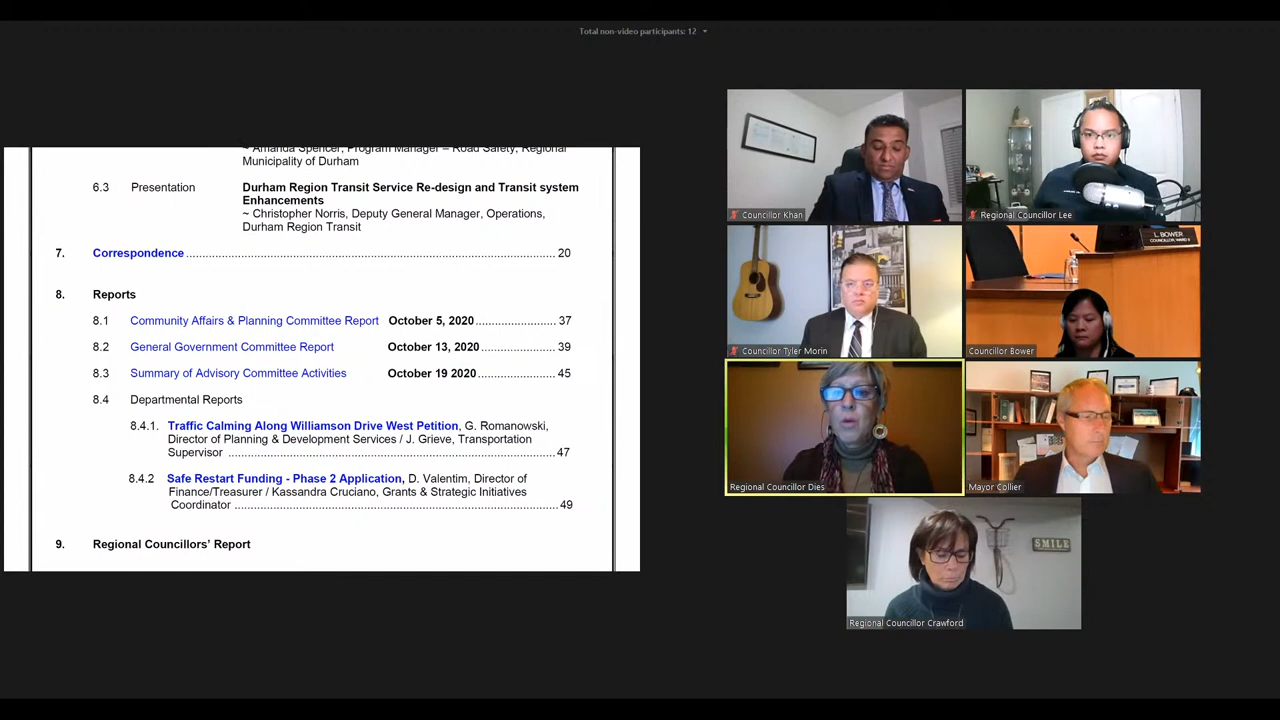 Total non-video participants: 12
~ Amanda Spencer, Program Manager – Road Safety, Regional
Municipality of Durham
6.3 Presentation Durham Region Transit Service Re-design and Transit system
Enhancements
~ Christopher Norris, Deputy General Manager, Operations,
Durham Region Transit
7. Correspondence 20
8. Reports
8.1 Community Affairs & Planning Committee Report October 5, 2020 37
8.2 General Government Committee Report October 13, 2020 39
8.3 Summary of Advisory Committee Activities October 19 2020 45
8.4 Departmental Reports
8.4.1. Traffic Calming Along Williamson Drive West Petition, G. Romanowski,
Director of Planning & Development Services / J. Grieve, Transportation
Supervisor 47
8.4.2 Safe Restart Funding - Phase 2 Application, D. Valentim, Director of
Finance/Treasurer / Kassandra Cruciano, Grants & Strategic Initiatives
Coordinator 49
9. Regional Councillors' Report
Councillor Khan
Regional Councillor Lee
Councillor Tyler Morin
L. BOWER
Councillor Bower
Regional Councillor Dies
Mayor Collier
SMILE
Regional Councillor Crawford